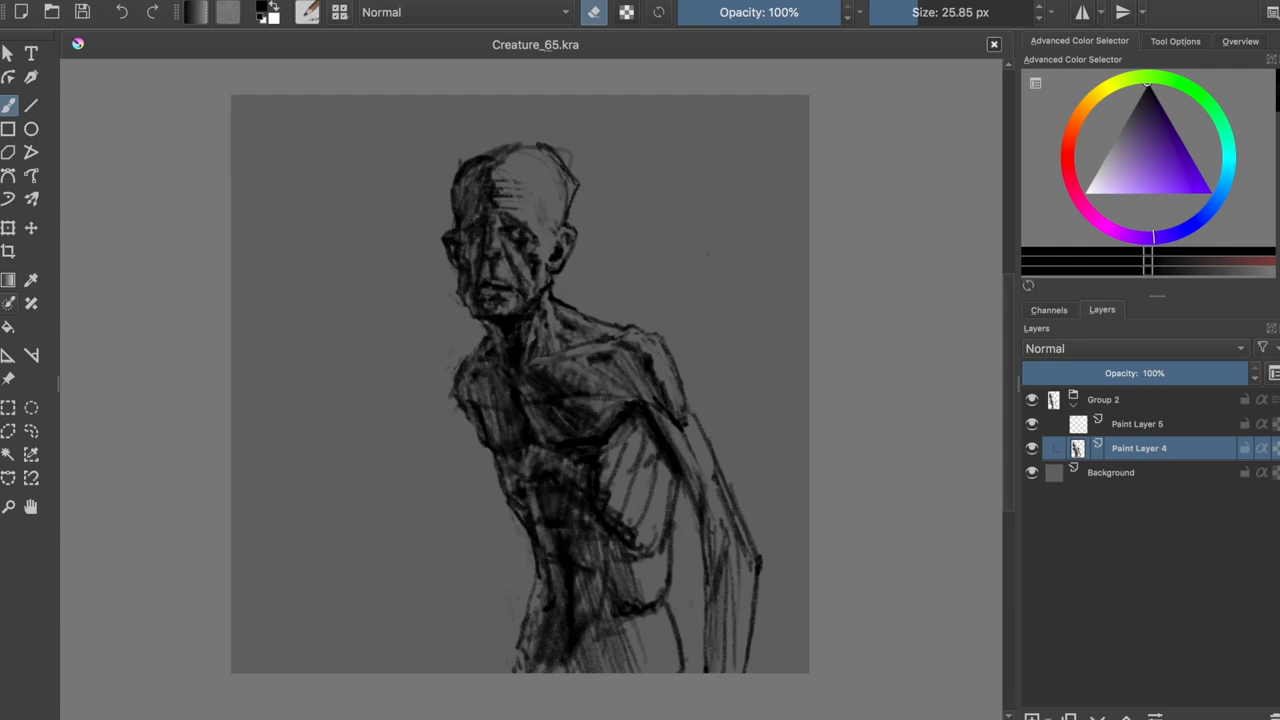 Normal
Opacity: 100%
Size: 25.85 px
Creature_65.kra
Advanced Color Selector
Tool Options
Overview
Advanced Color Selector
Channels
Layers
Layers
Normal
Opacity: 100%
Group 2
Paint Layer 5
Paint Layer 4
Background